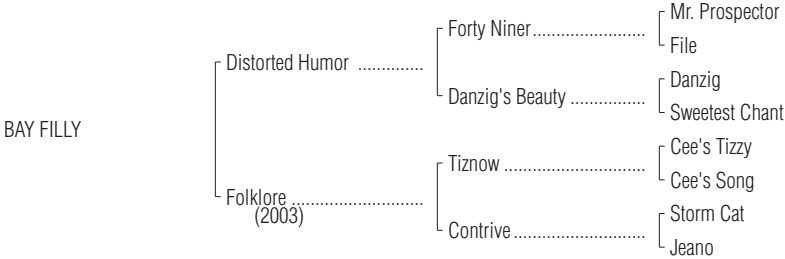 Mr. Prospector
Forty Niner..........................
File
Distorted Humor ..............
Danzig
Danzig's Beauty ................
Sweetest Chant
BAY FILLY
Cee's Tizzy
Tiznow ................................
Cee's Song
Folklore ............................
(2003)
Storm Cat
Contrive..............................
Jeano